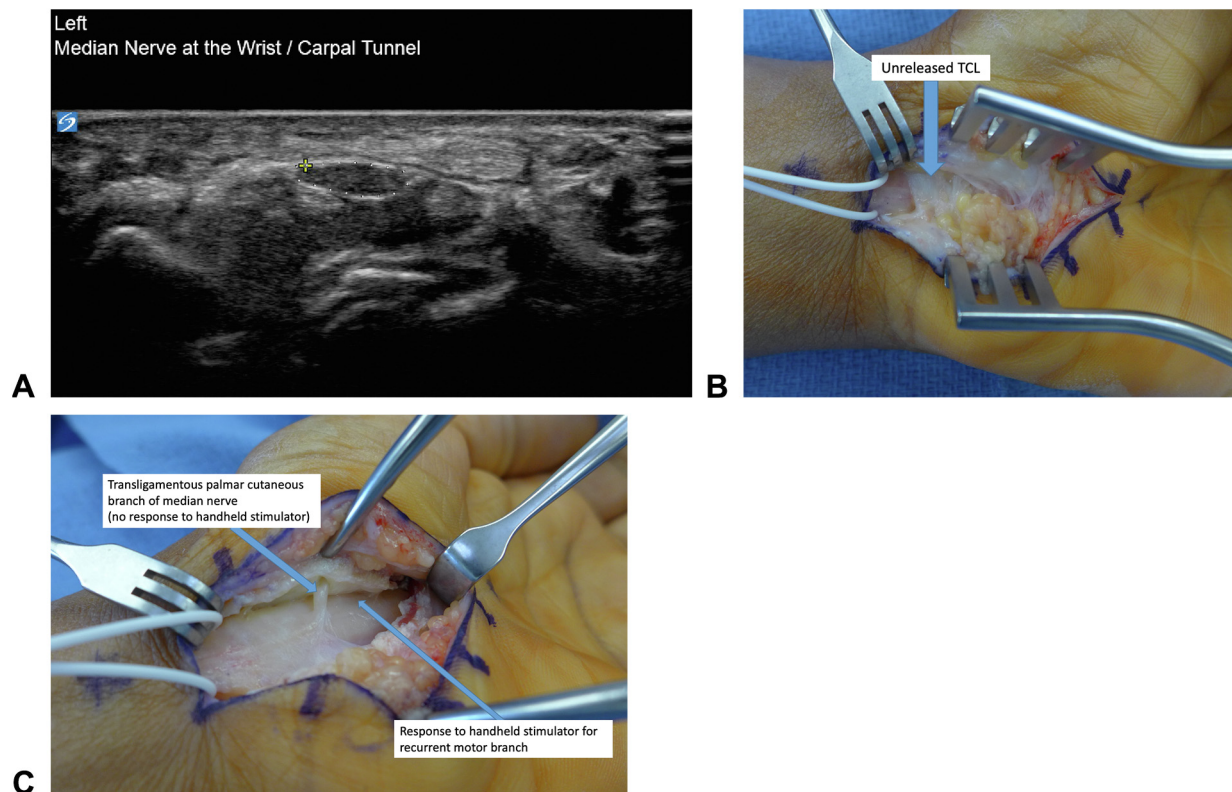 Left
Median Nerve at the Wrist / Carpal Tunnel
A
Unreleased TCL
B
Transligamentous palmar cutaneous
branch of median nerve
(no response to handheld stimulator)
Response to handheld stimulator for
recurrent motor branch
C